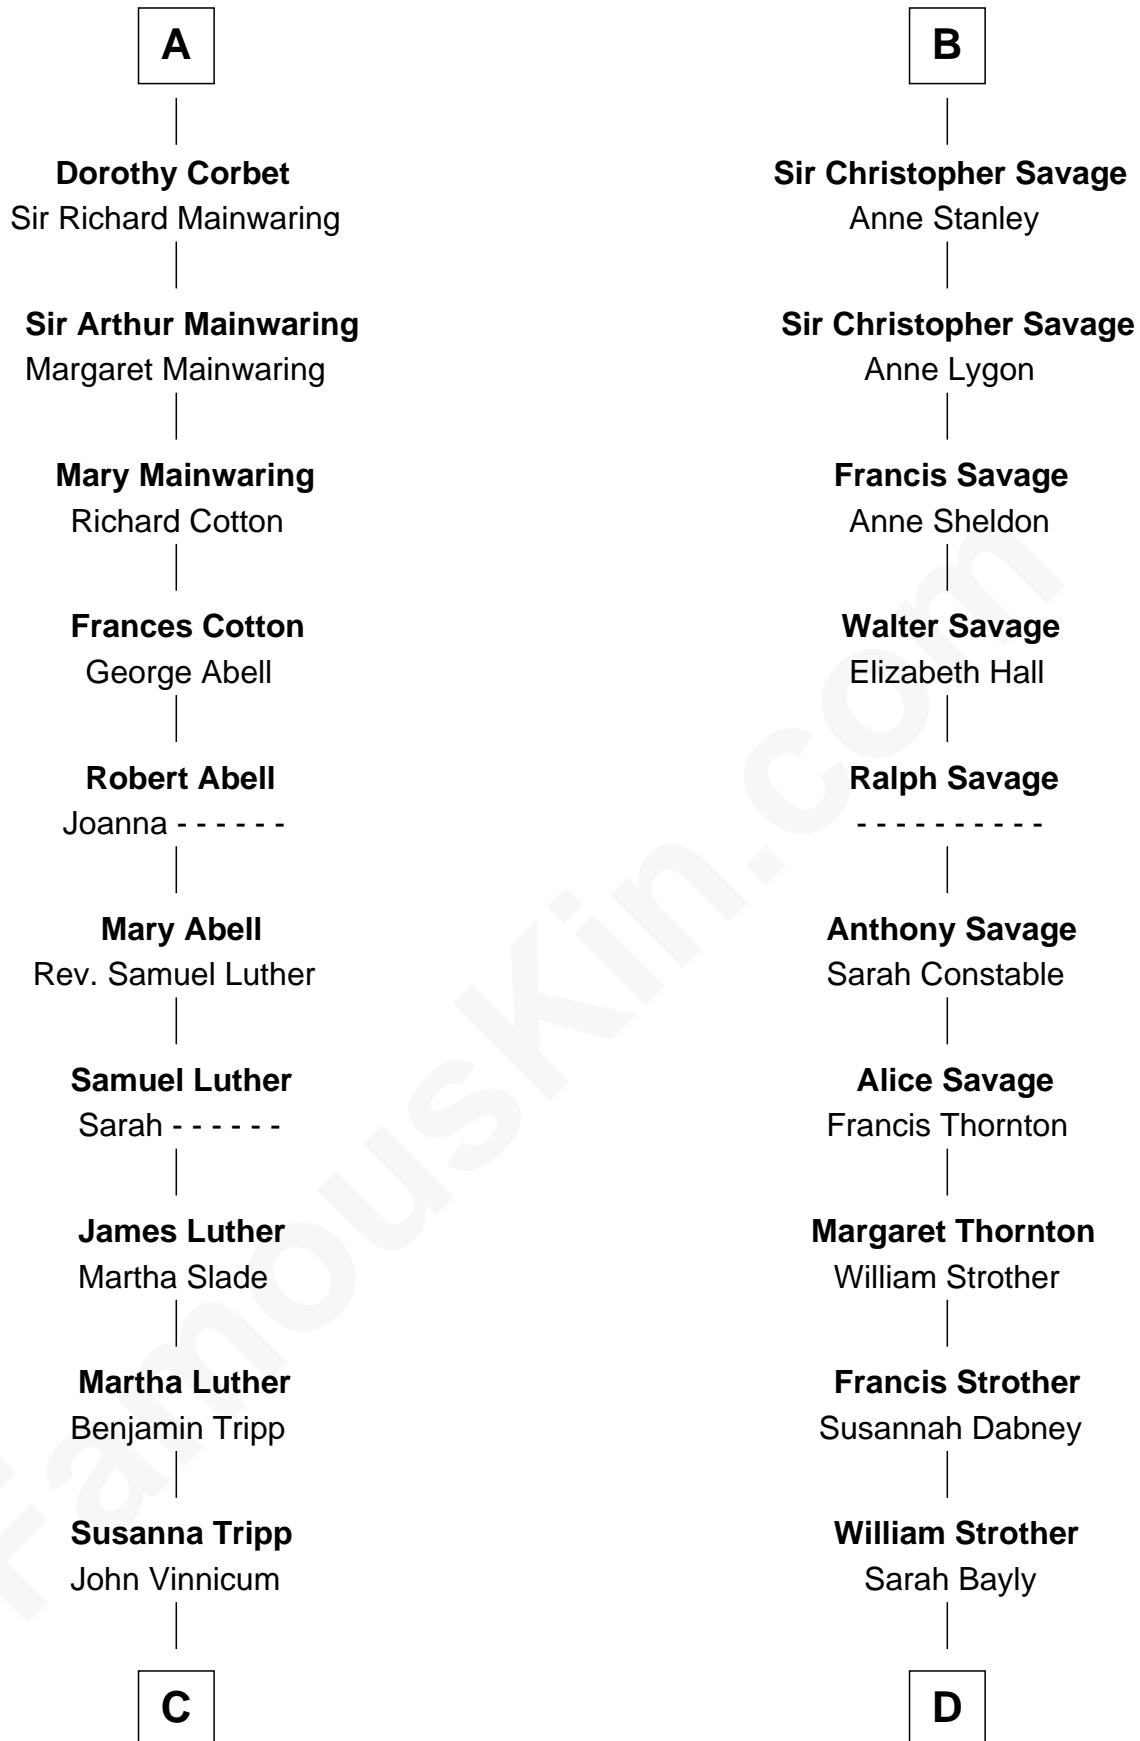 A
Dorothy Corbet
Sir Richard Mainwaring
Sir Arthur Mainwaring
Margaret Mainwaring
Mary Mainwaring
Richard Cotton
Frances Cotton
George Abell
Robert Abell
Joanna - - - - - -
Mary Abell
Rev. Samuel Luther
Samuel Luther
Sarah - - - - - -
James Luther
Martha Slade
Martha Luther
Benjamin Tripp
Susanna Tripp
John Vinnicum
C
B
Sir Christopher Savage
Anne Stanley
Sir Christopher Savage
Anne Lygon
Francis Savage
Anne Sheldon
Walter Savage
Elizabeth Hall
Ralph Savage
- - - - - - - - - -
Anthony Savage
Sarah Constable
Alice Savage
Francis Thornton
Margaret Thornton
William Strother
Francis Strother
Susannah Dabney
William Strother
Sarah Bayly
D
FamousKin.com